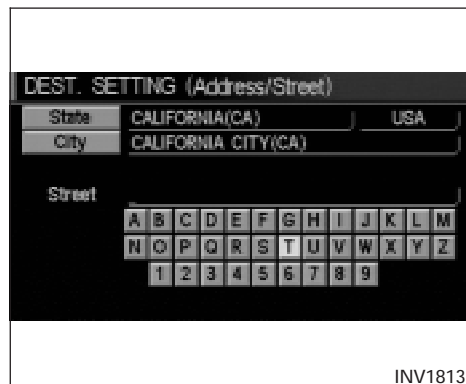 DEST. SETTING (Address/Street)
State CALIFORNIA(CA) USA
City CALIFORNIA CITY(CA)
Street
A B C D E F G H I J K L M
N O P Q R S T U V W X Y Z
1 2 3 4 5 6 7 8 9
INV1813